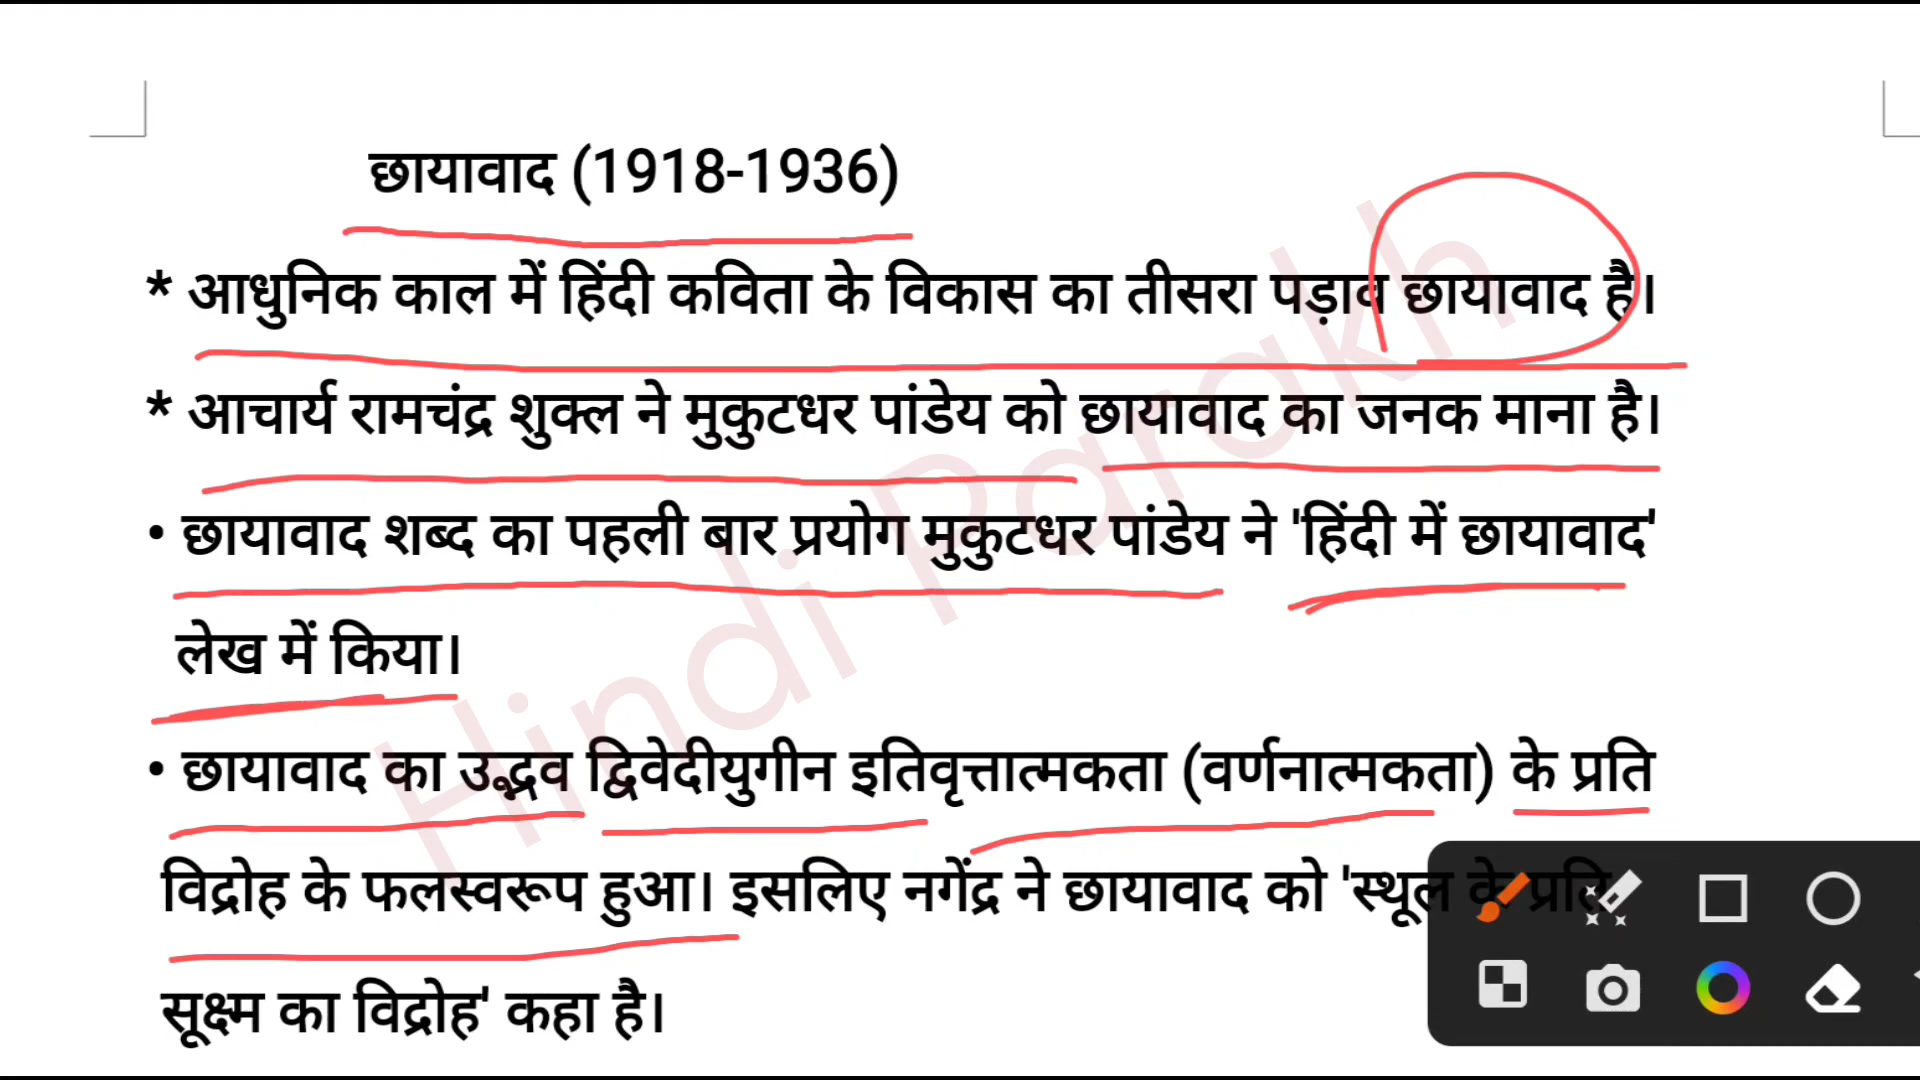 छायावाद (1918-1936)
* आधुनिक काल में हिंदी कविता के विकास का तीसरा पड़ाव छायावाद है।
* आचार्य रामचंद्र शुक्ल ने मुकुटधर पांडेय को छायावाद का जनक माना है।
• छायावाद शब्द का पहली बार प्रयोग मुकुटधर पांडेय ने 'हिंदी में छायावाद'
लेख में किया।
• छायावाद का उद्भव द्विवेदीयुगीन इतिवृत्तात्मकता (वर्णनात्मकता) के प्रति
विद्रोह के फलस्वरूप हुआ। इसलिए नगेंद्र ने छायावाद को 'स्थूल के प्रति
सूक्ष्म का विद्रोह' कहा है।
Hindi Parakh